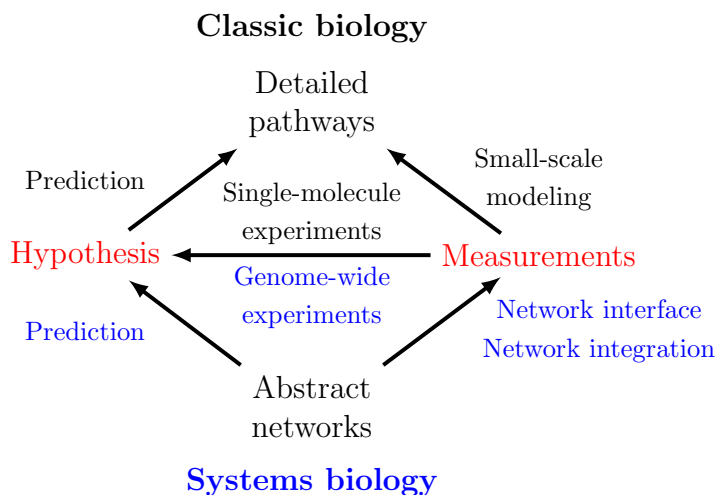 Classic biology
Detailed
pathways
Prediction
Small-scale
modeling
Single-molecule
experiments
Hypothesis
Measurements
Genome-wide
experiments
Prediction
Network interface
Network integration
Abstract
networks
Systems biology